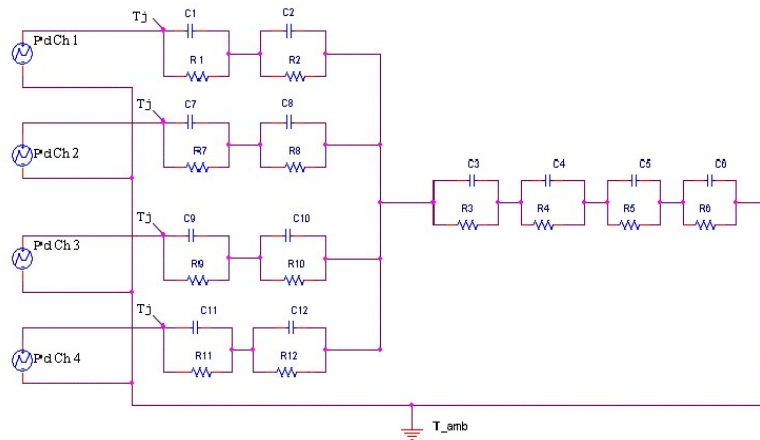 Tj C1 C2
PdCh1
R1 R2
Tj C7 C8
PdCh2
R7 R8
C3 C4 C5 C6
R3 R4 R5 R6
Tj C9 C10
PdCh3
R9 R10
Tj C11 C12
PdCh4
R11 R12
T_amb